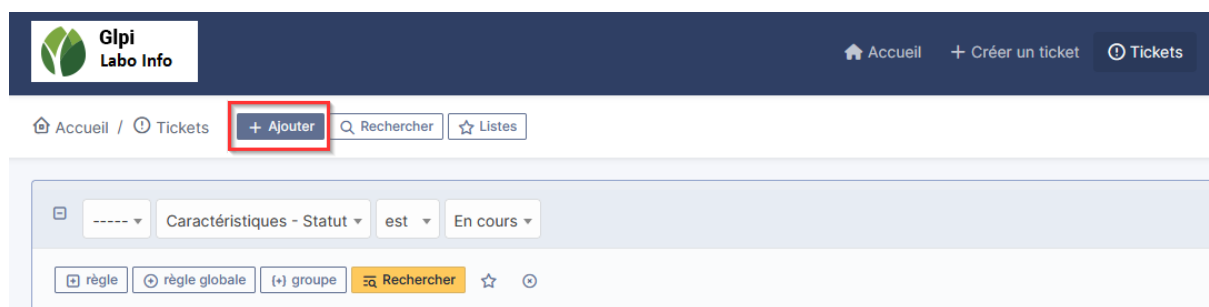 Glpi
Labo Info
Accueil + Créer un ticket Tickets
Accueil / Tickets + Ajouter Rechercher Listes
----- Caractéristiques - Statut est En cours
règle règle globale {+} groupe Rechercher